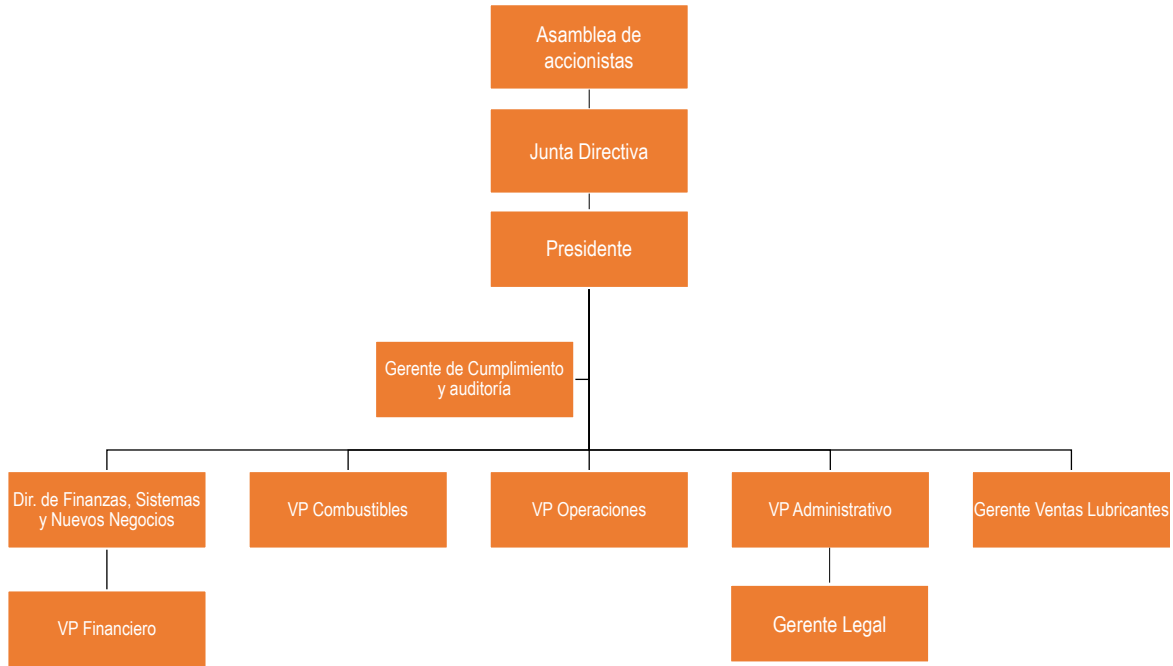 Asamblea de
accionistas
Junta Directiva
Presidente
Gerente de Cumplimiento
y auditoría
Dir. de Finanzas, Sistemas
y Nuevos Negocios
VP Combustibles
VP Operaciones
VP Administrativo
Gerente Ventas Lubricantes
VP Financiero
Gerente Legal